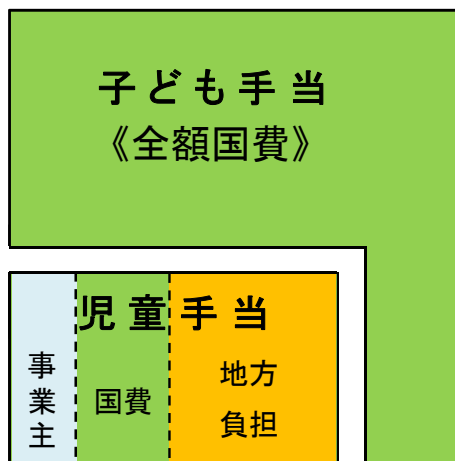 子ども手当
《全額国費》
児童手当
事業主
国費
地方
負担